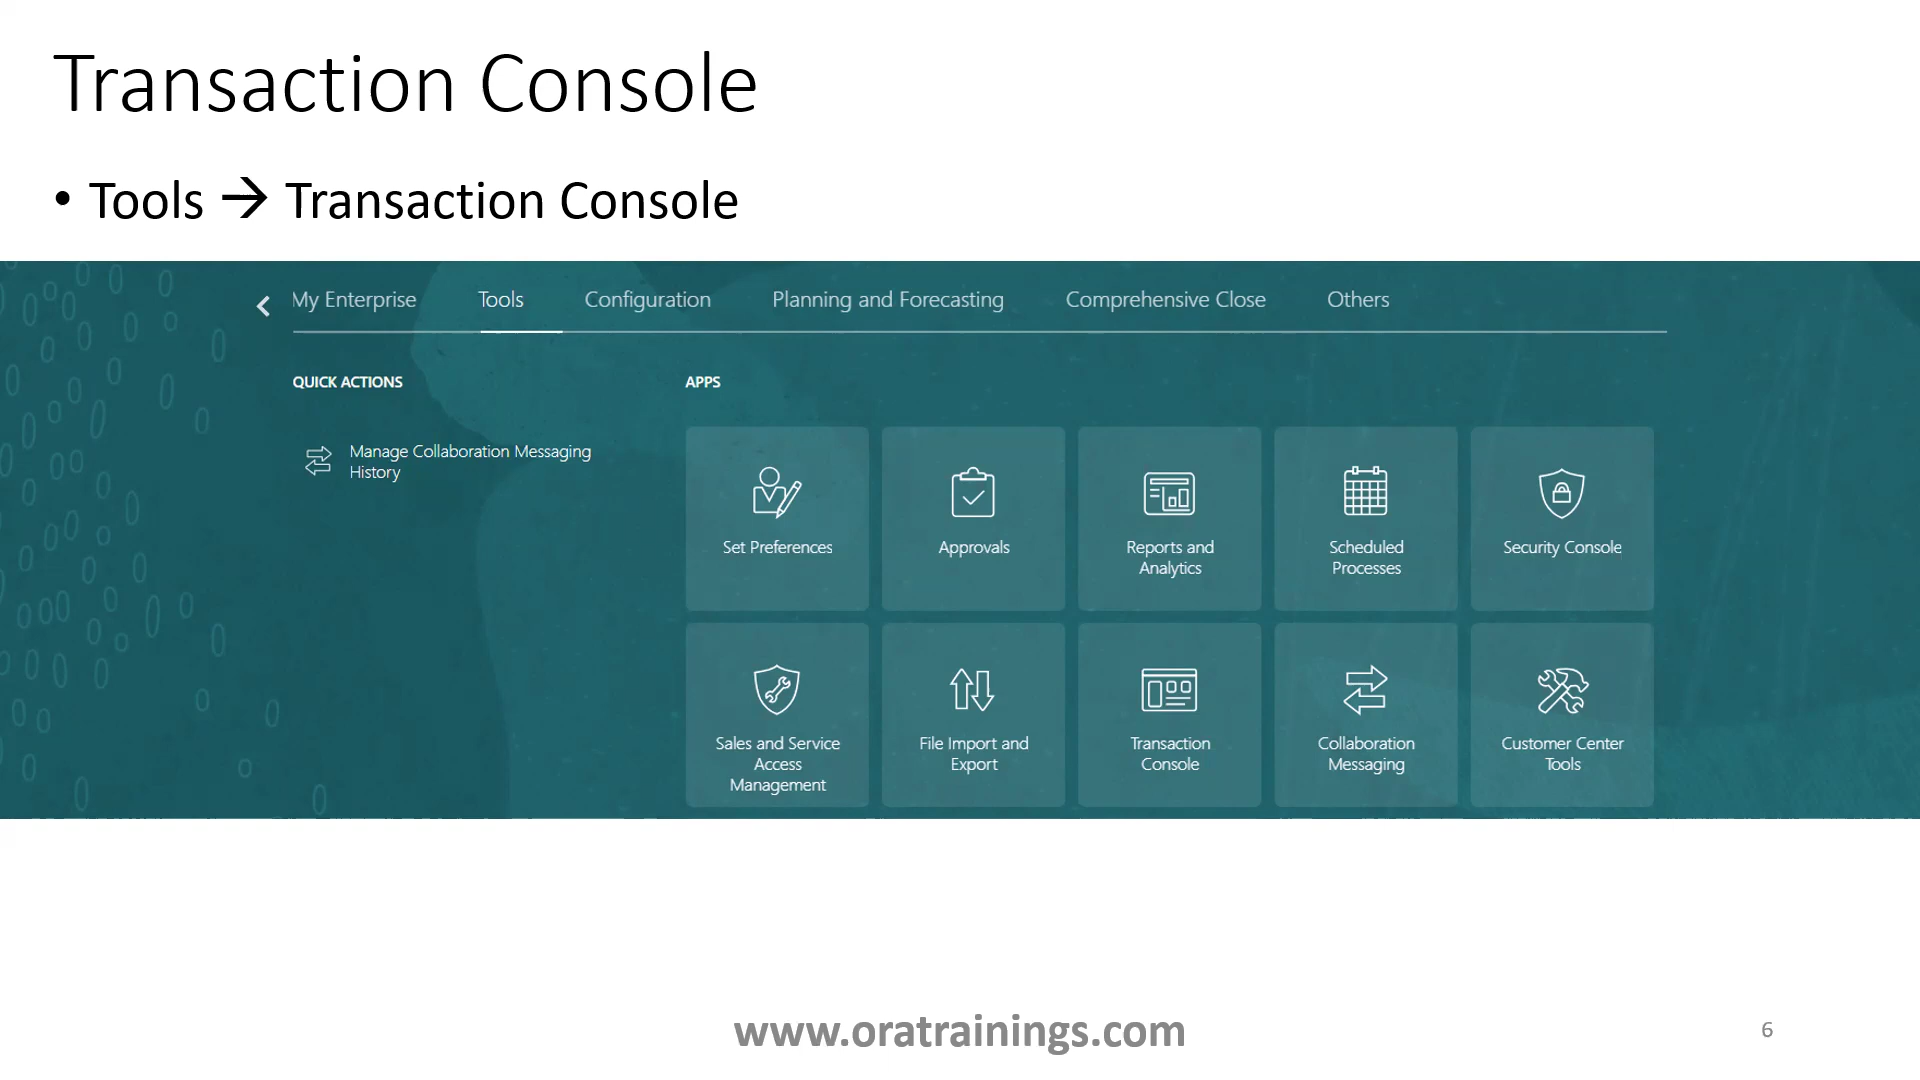 Transaction Console
• Tools → Transaction Console
My Enterprise Tools Configuration Planning and Forecasting Comprehensive Close Others
QUICK ACTIONS
Manage Collaboration Messaging
History
APPS
Set Preferences
Approvals
Reports and
Analytics
Scheduled
Processes
Security Console
Sales and Service
Access
Management
File Import and
Export
Transaction
Console
Collaboration
Messaging
Customer Center
Tools
www.oratrainings.com
6